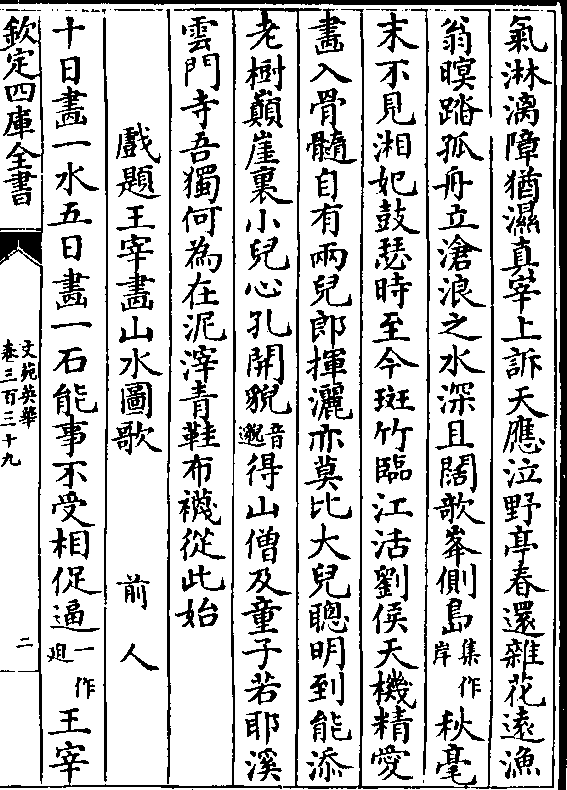 氣淋漓障猶濕真宰上訴天應泣野亭春還雜花遠漁
翁暝踏孤舟立滄浪之水深且闊歌峯側島集作岸秋毫
末不見湘妃鼓瑟時至今斑竹臨江活劉侯天機精愛
畫入骨髓自有兩兒郎揮灑亦莫比大兒聰明到能添
老樹巔崖裏小兒心孔開貌音邈得山僧及童子若耶溪
雲門寺吾獨何為在泥滓青鞋布襪從此始
戲題王宰畫山水圖歌 前人
十日畫一水五日畫一石能事不受相促逼一作迫王宰
欽定四庫全書
文苑英華
卷三百三十九
二